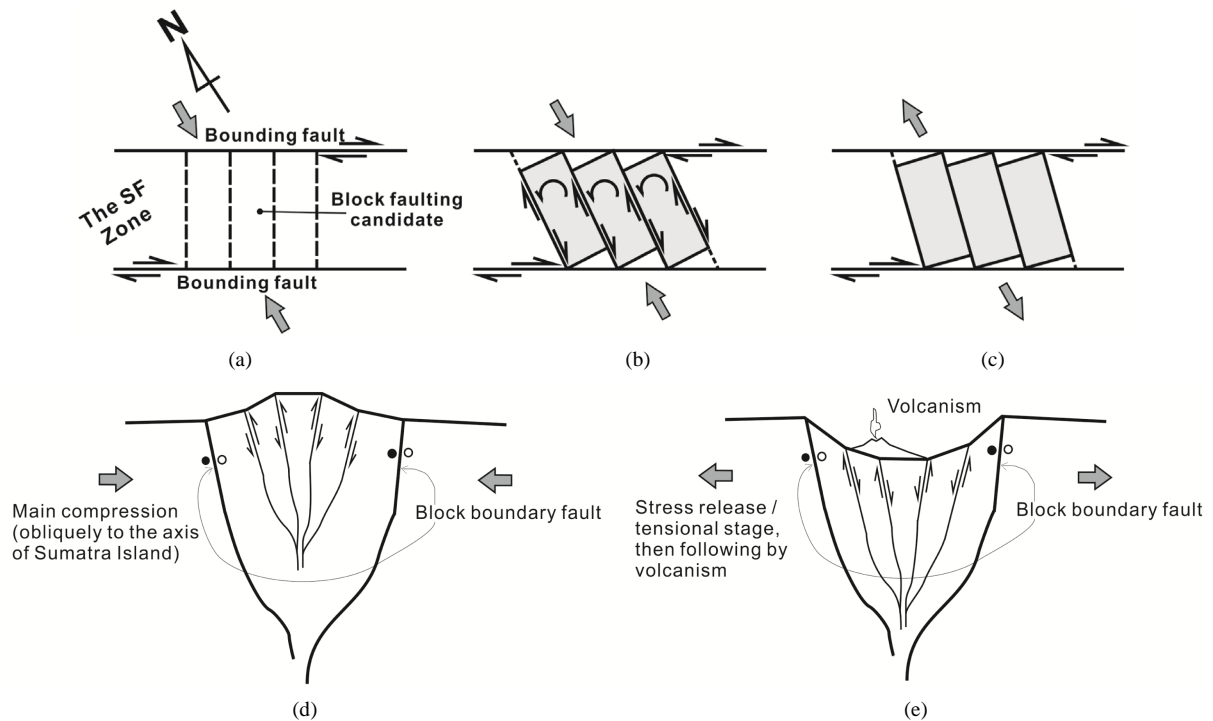 N
Bounding fault
The SF
Zone
Block faulting
candidate
Bounding fault
(a)
(b)
(c)
Main compression
(obliquely to the axis
of Sumatra Island)
Block boundary fault
(d)
Volcanism
Stress release /
tensional stage,
then following by
volcanism
Block boundary fault
(e)